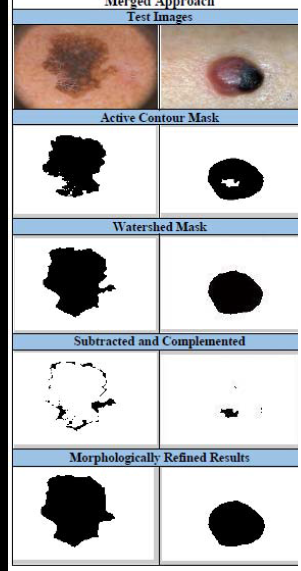 Merged Approach
Test Images
Active Contour Mask
Watershed Mask
Subtracted and Complemented
Morphologically Refined Results